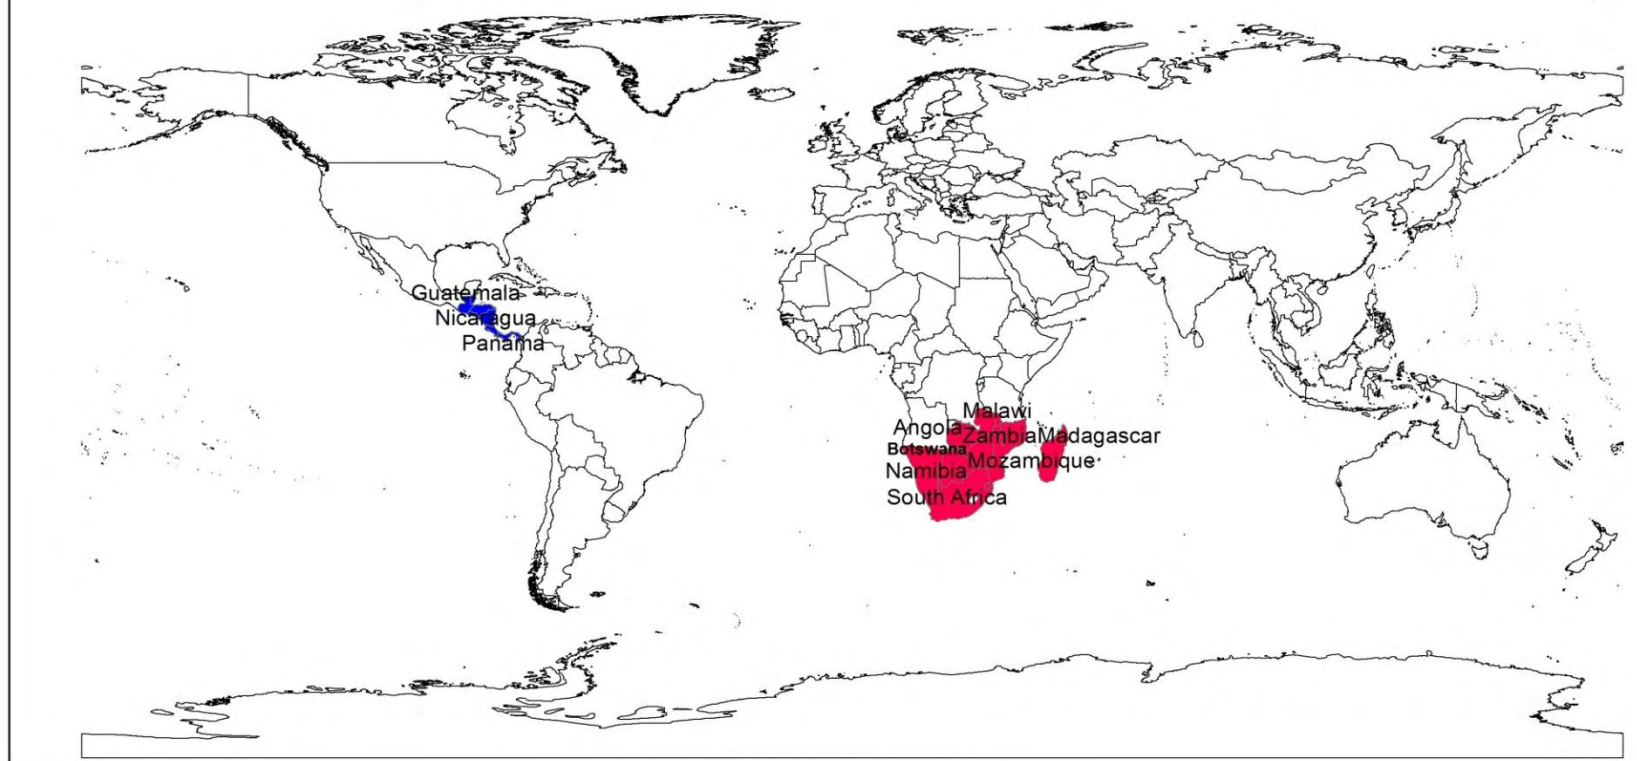 Guatemala
Nicaragua
Panama
Malawi
Angola
Zambia
Madagascar
Botswana
Mozambique
Namibia
South Africa